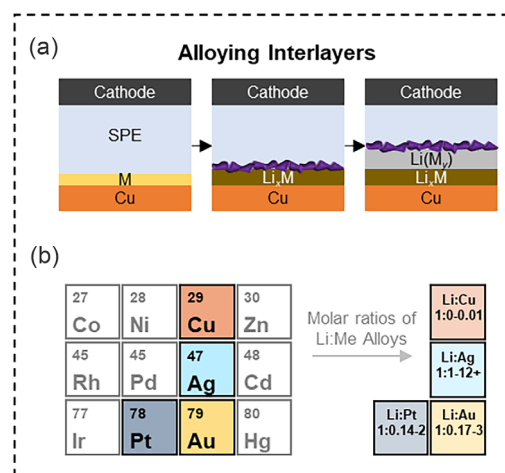 (a)
Alloying Interlayers
Cathode
Cathode
Cathode
SPE
M
Cu
LixM
Cu
Li(My)
LixM
Cu
(b)
27 28 29 30
Co Ni Cu Zn
45 45 47 48
Rh Pd Ag Cd
77 78 79 80
Ir Pt Au Hg
Molar ratios of
Li:Me Alloys
Li:Cu
1:0-0.01
Li:Ag
1:1-12+
Li:Pt
1:0.14-2
Li:Au
1:0.17-3